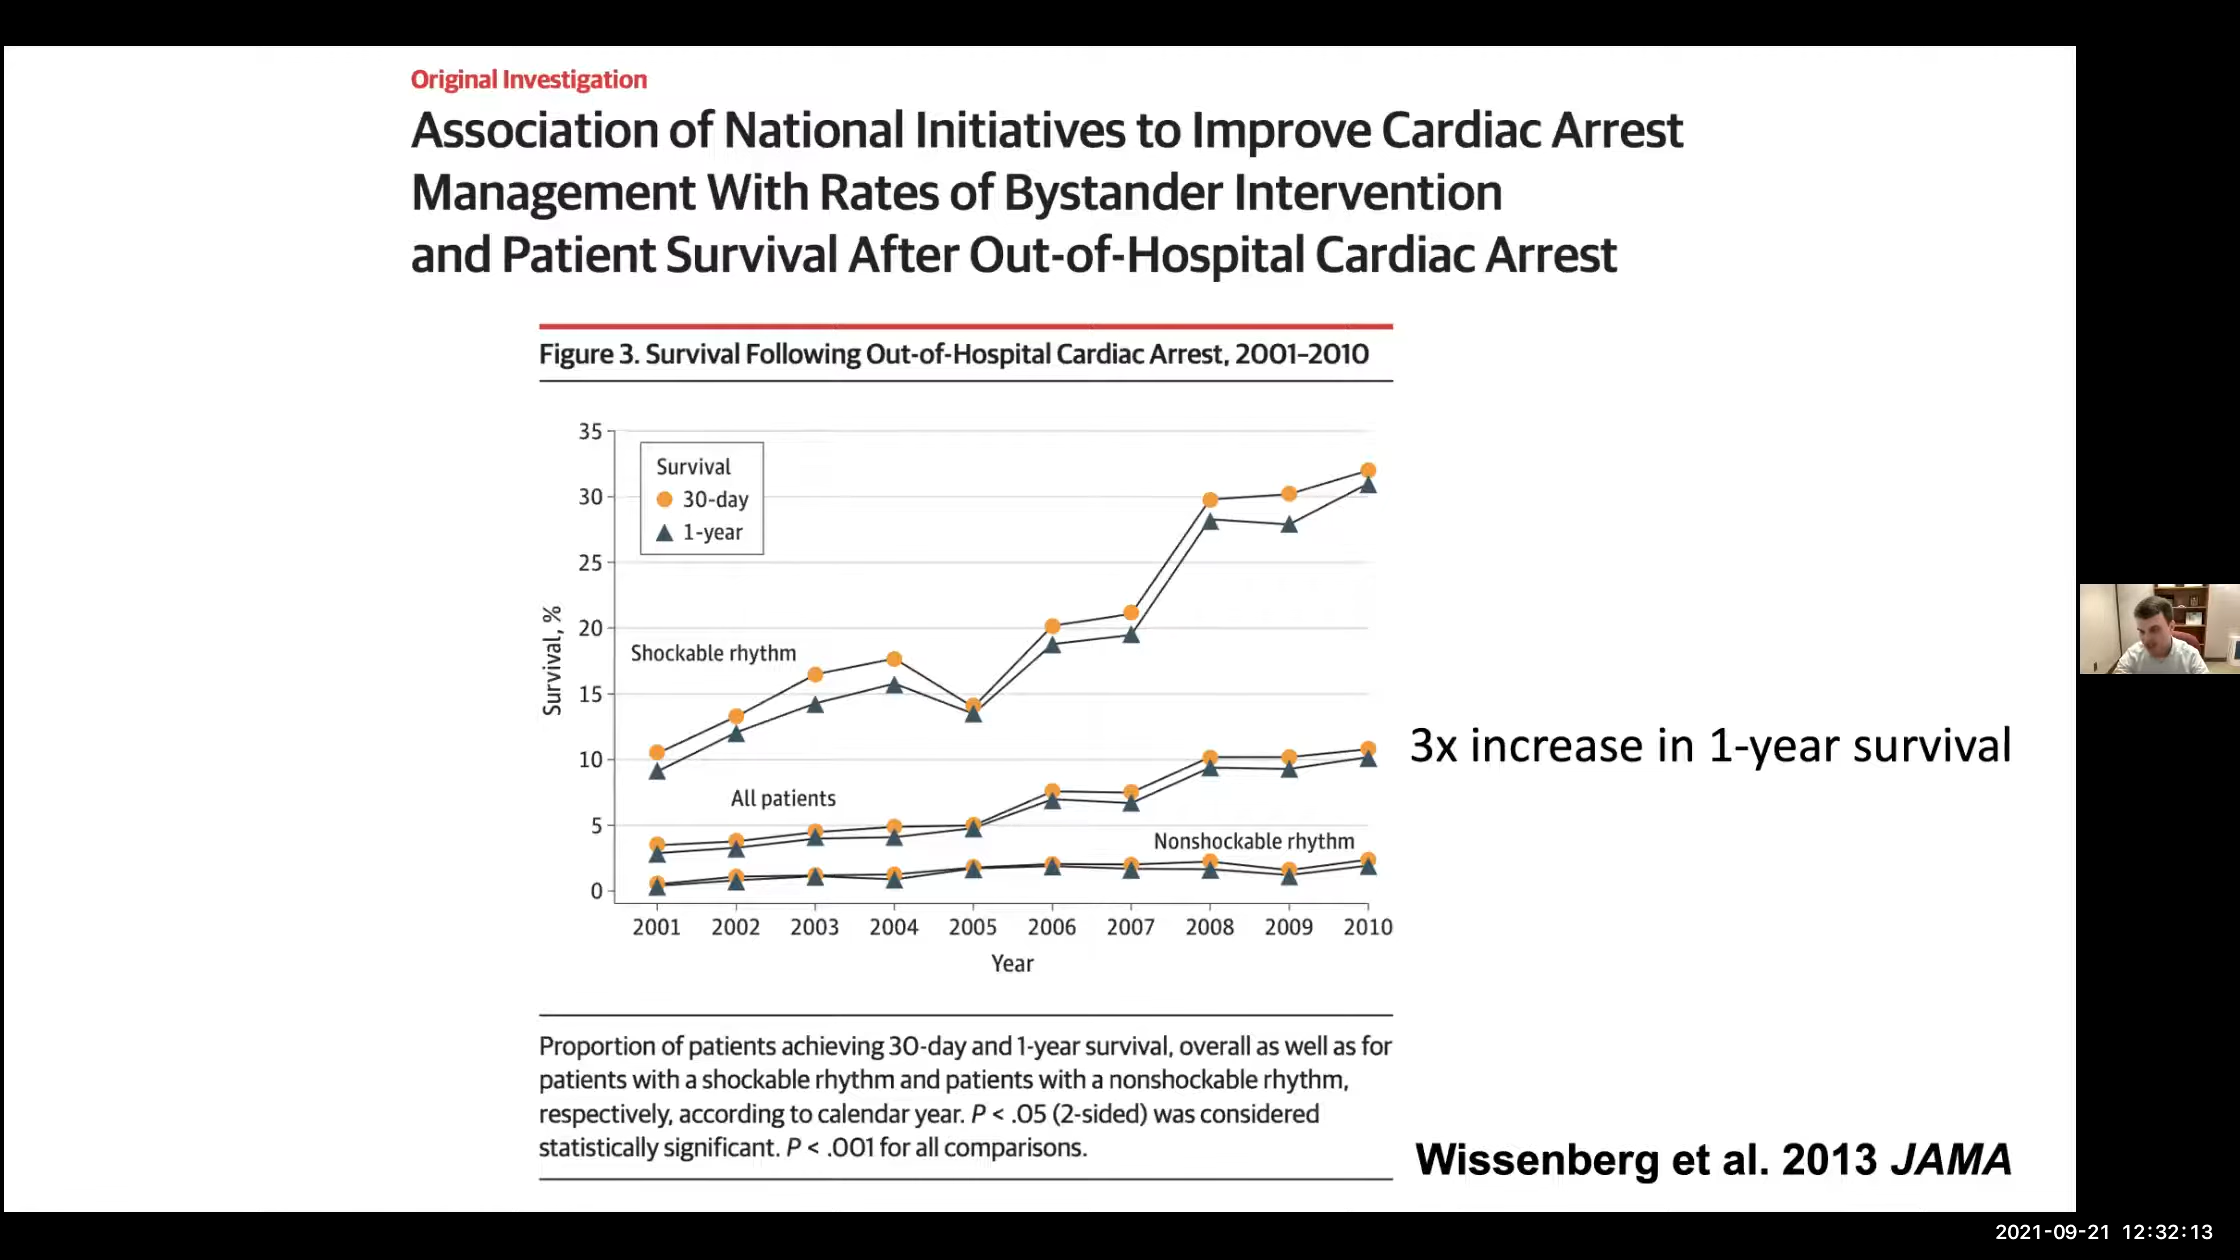 Original Investigation
Association of National Initiatives to Improve Cardiac Arrest
Management With Rates of Bystander Intervention
and Patient Survival After Out-of-Hospital Cardiac Arrest
Figure 3. Survival Following Out-of-Hospital Cardiac Arrest, 2001–2010
35
30
25
20
15
10
5
0
Survival, %
Survival
30-day
1-year
Shockable rhythm
All patients
Nonshockable rhythm
2001 2002 2003 2004 2005 2006 2007 2008 2009 2010
Year
3x increase in 1-year survival
Proportion of patients achieving 30-day and 1-year survival, overall as well as for
patients with a shockable rhythm and patients with a nonshockable rhythm,
respectively, according to calendar year. P < .05 (2-sided) was considered
statistically significant. P < .001 for all comparisons.
Wissenberg et al. 2013 JAMA
2021-09-21 12:32:13